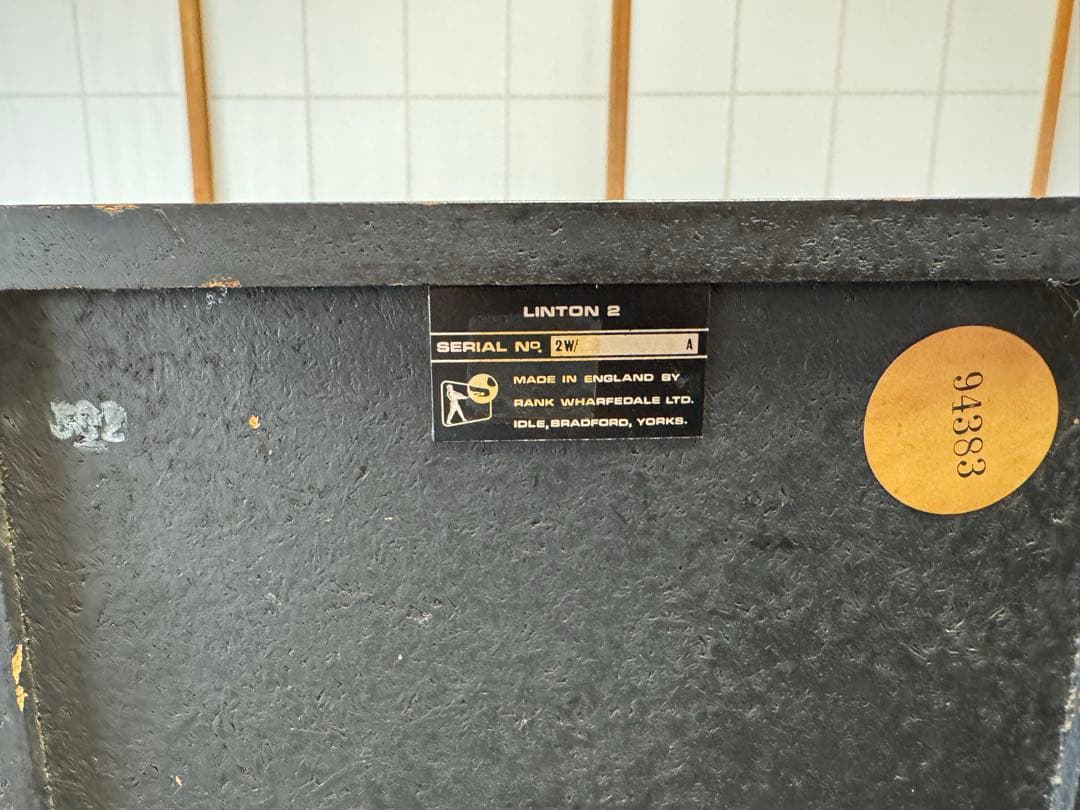 LINTON 2
SERIAL No. 2W/ A
MADE IN ENGLAND BY
RANK WHARFEDALE LTD.
IDLE, BRADFORD, YORKS.
94383